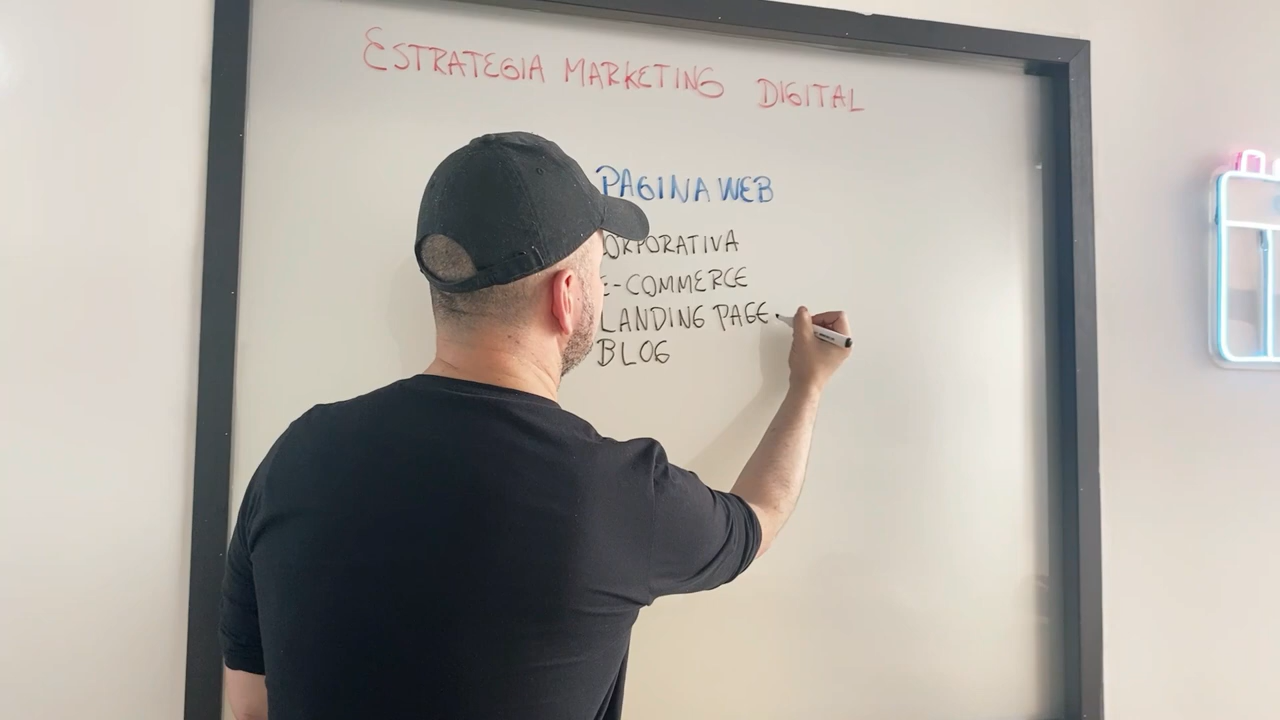 ESTRATEGIA MARKETING DIGITAL
PAGINA WEB
CORPORATIVA
E-COMMERCE
LANDING PAGE
BLOG